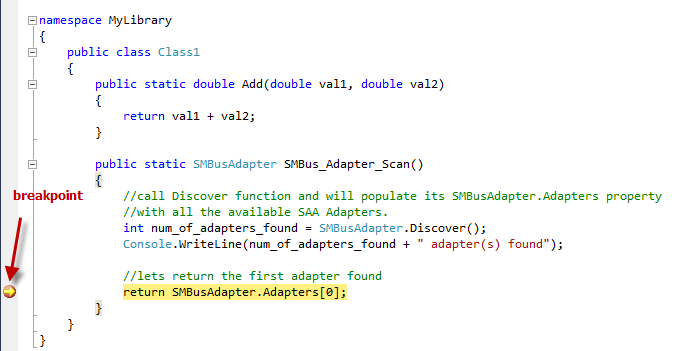 namespace MyLibrary
{
public class Class1
{
public static double Add(double val1, double val2)
{
return val1 + val2;
}
public static SMBusAdapter SMBus_Adapter_Scan()
{
breakpoint
//call Discover function and will populate its SMBusAdapter.Adapters property
//with all the available SAA Adapters.
int num_of_adapters_found = SMBusAdapter.Discover();
Console.WriteLine(num_of_adapters_found + " adapter(s) found");
//lets return the first adapter found
return SMBusAdapter.Adapters[0];
}
}
}